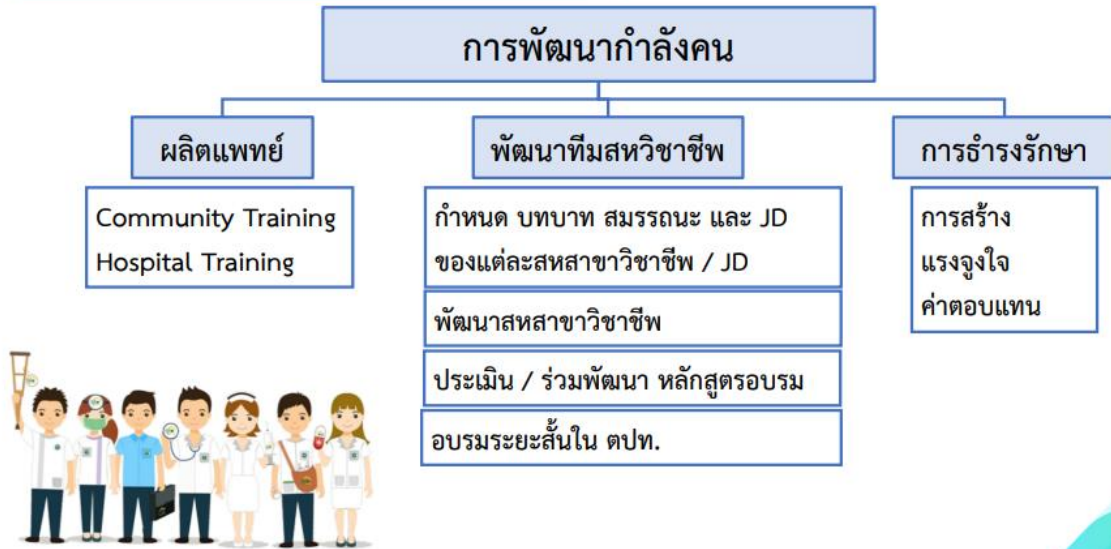 การพัฒนากำลังคน
ผลิตแพทย์
Community Training
Hospital Training
พัฒนาทีมสหวิชาชีพ
กำหนด บทบาท สมรรถนะ และ JD
ของแต่ละสหสาขาวิชาชีพ / JD
พัฒนาสหสาขาวิชาชีพ
ประเมิน / ร่วมพัฒนา หลักสูตรอบรม
อบรมระยะสั้นใน ตปท.
การธำรงรักษา
การสร้าง
แรงจูงใจ
ค่าตอบแทน